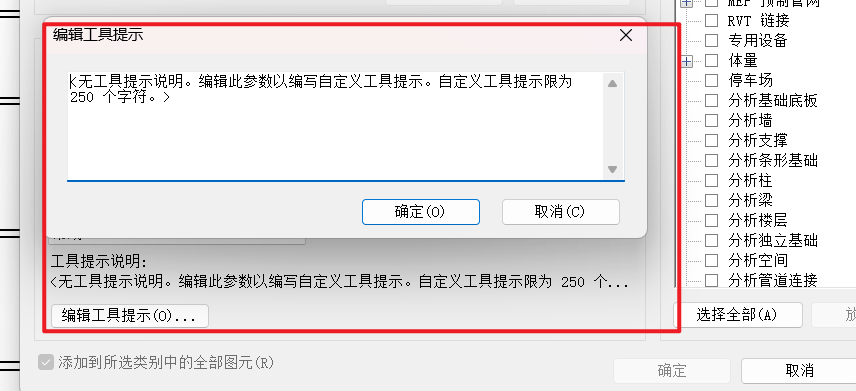 MEP 预制管网
RVT 链接
专用设备
体量
停车场
分析基础底板
分析墙
分析支撑
分析条形基础
分析柱
分析梁
分析楼层
分析独立基础
分析空间
分析管道连接
编辑工具提示
<无工具提示说明。编辑此参数以编写自定义工具提示。自定义工具提示限为
250 个字符。>
确定(O) 取消(C)
工具提示说明:
<无工具提示说明。编辑此参数以编写自定义工具提示。自定义工具提示限为 250 个...
编辑工具提示(O)...
选择全部(A)
添加到所选类别中的全部图元(R)
确定 取消